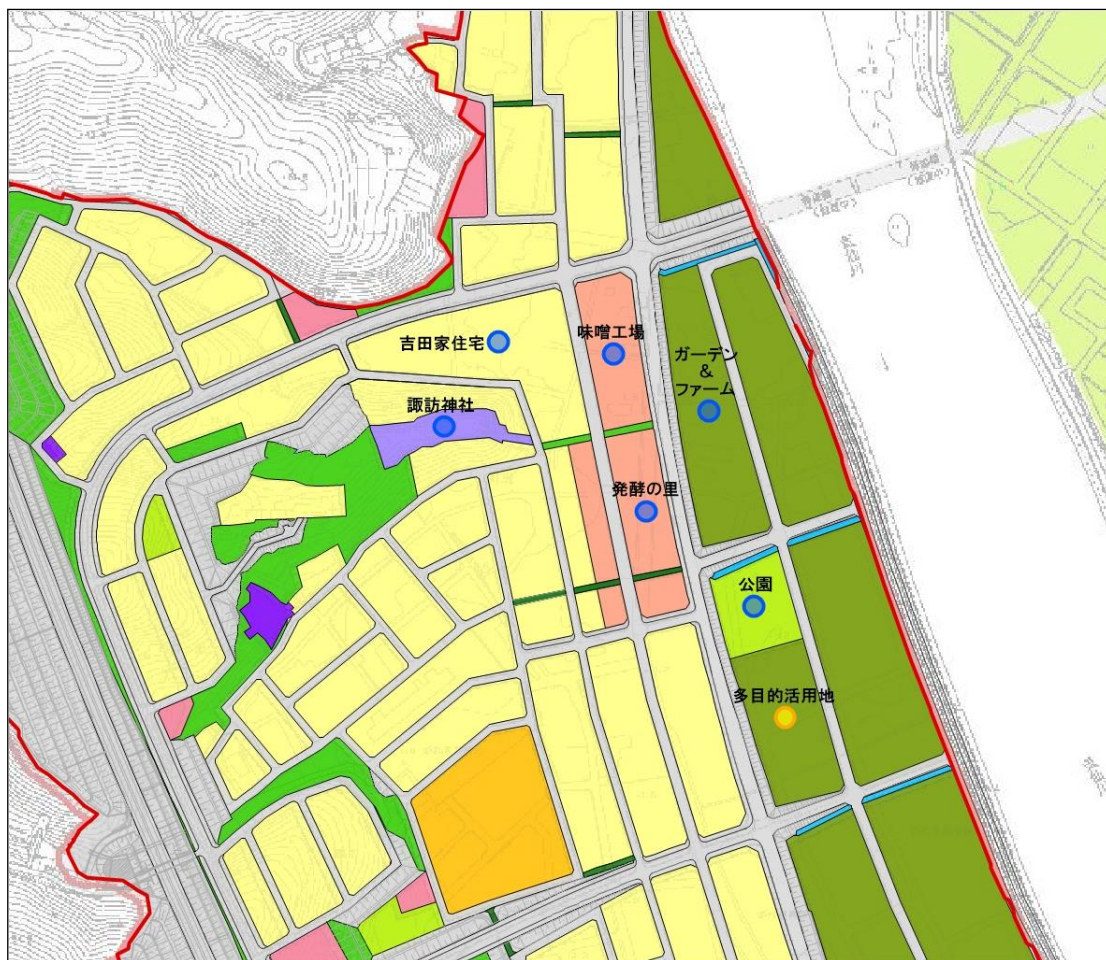 味噌工場
吉田家住宅
ガーデン
&
ファーム
諏訪神社
発酵の里
公園
多目的活用地